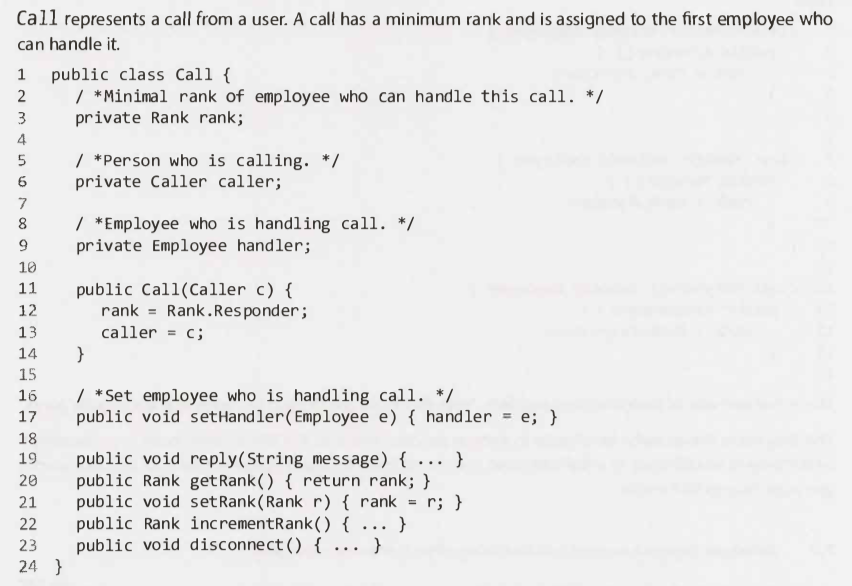 Call represents a call from a user. A call has a minimum rank and is assigned to the first employee who
can handle it.
1 public class Call {
2 / *Minimal rank of employee who can handle this call. */
3 private Rank rank;
4
5 / *Person who is calling. */
6 private Caller caller;
7
8 / *Employee who is handling call. */
9 private Employee handler;
10
11 public Call(Caller c) {
12 rank = Rank.Responder;
13 caller = c;
14 }
15
16 / *Set employee who is handling call. */
17 public void setHandler(Employee e) { handler = e; }
18
19 public void reply(String message) { ... }
20 public Rank getRank() { return rank; }
21 public void setRank(Rank r) { rank = r; }
22 public Rank incrementRank() { ... }
23 public void disconnect() { ... }
24 }